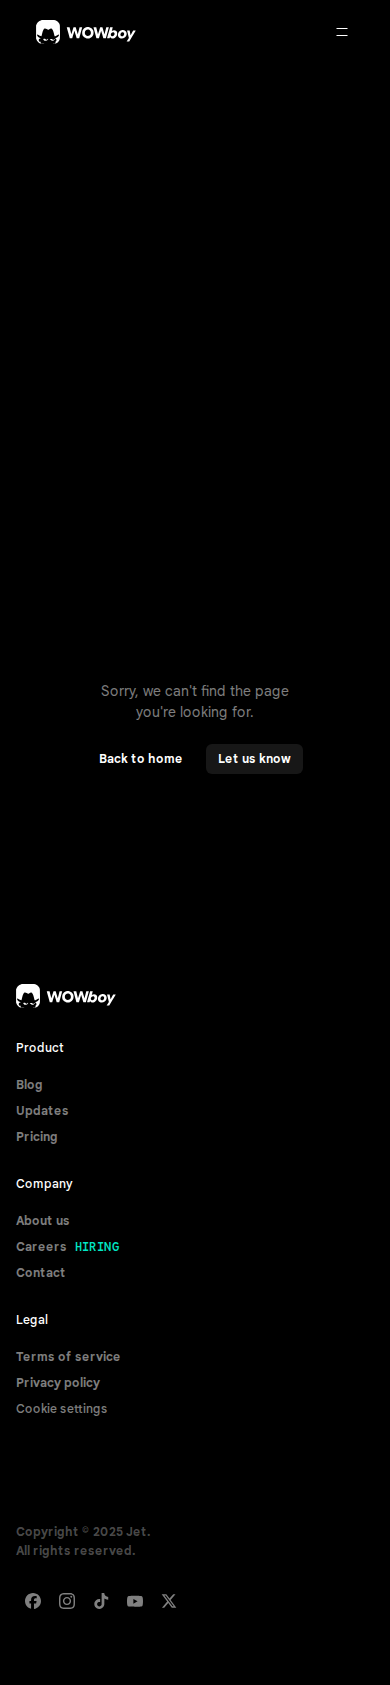 WOWboy
Sorry, we can't find the page
you're looking for.
Back to home
Let us know
WOWboy
Product
Blog
Updates
Pricing
Company
About us
Careers HIRING
Contact
Legal
Terms of service
Privacy policy
Cookie settings
Copyright © 2025 Jet.
All rights reserved.